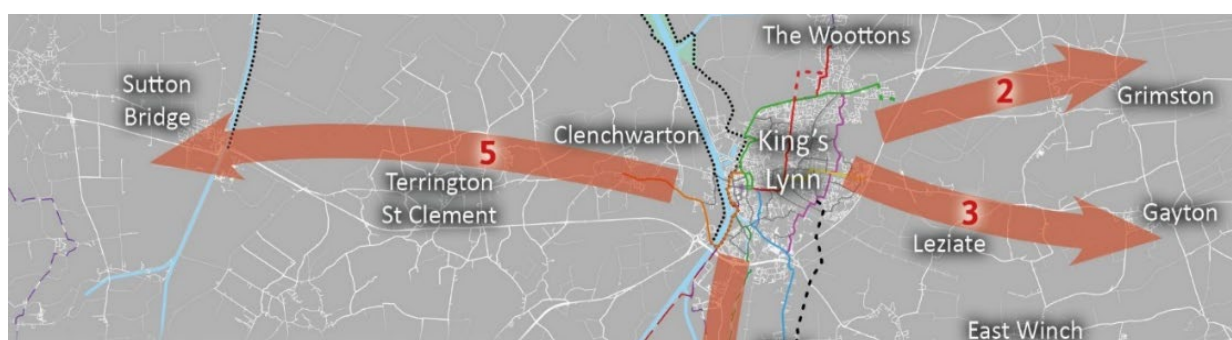 The Woottons
Sutton
Bridge
2
Grimston
Clenchwarton
King's
Lynn
5
Terrington
St Clement
3
Gayton
Leziate
East Winch